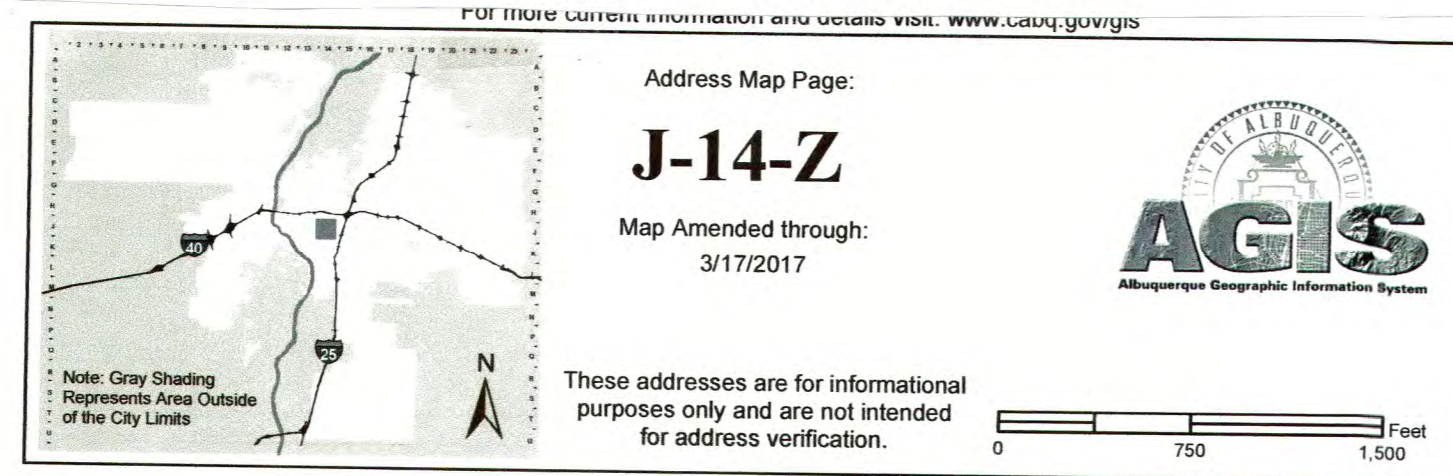 For more current information and details visit: www.cabq.gov/gis
Address Map Page:
J-14-Z
Map Amended through:
3/17/2017
CITY OF ALBUQUERQUE
AGIS
Albuquerque Geographic Information System
40
25
N
Note: Gray Shading
Represents Area Outside
of the City Limits
These addresses are for informational
purposes only and are not intended
for address verification.
Feet
0 750 1,500